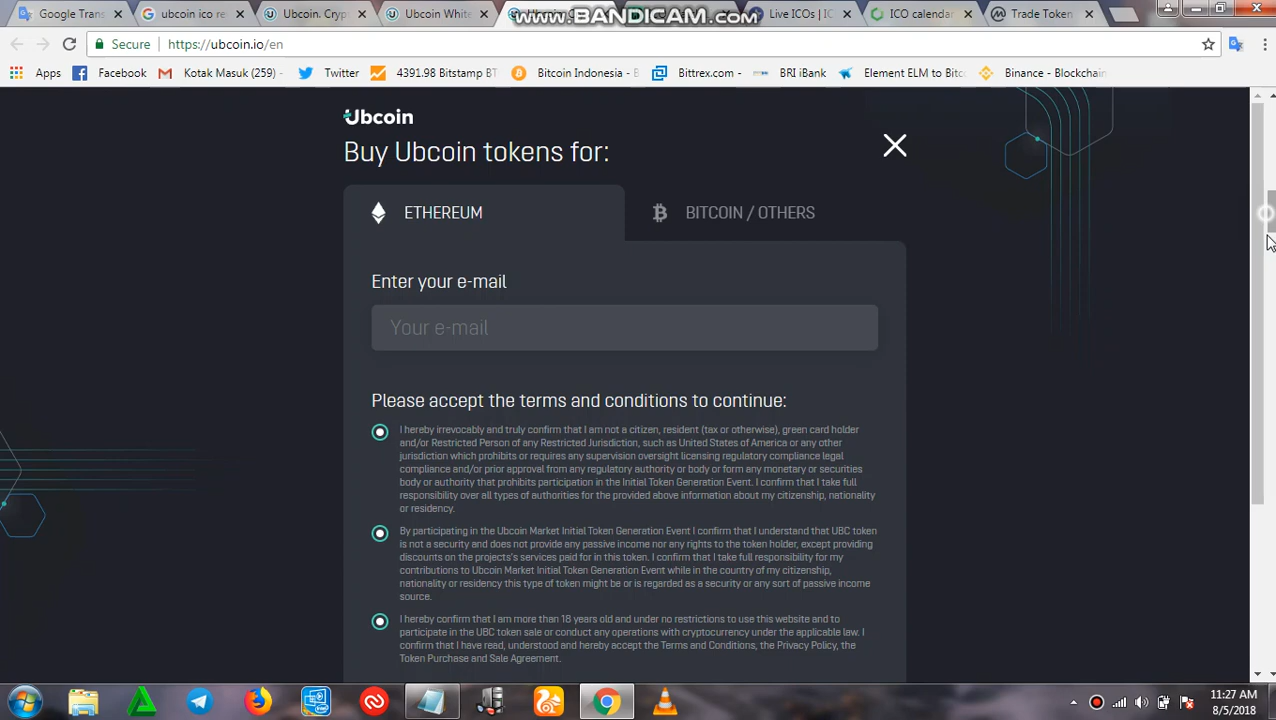 Google Trans
ubcoin ico re
Ubcoin. Cryp
Ubcoin White
Live ICOs | IC
ICO calendar
Trade Token
www.BANDICAM.com
Secure
https://ubcoin.io/en
Apps
Facebook
Kotak Masuk (259) -
Twitter
4391.98 Bitstamp BT
Bitcoin Indonesia - B
Bittrex.com -
BRI iBank
Element ELM to Bitc
Binance - Blockchain
Ubcoin
Buy Ubcoin tokens for:
ETHEREUM
BITCOIN / OTHERS
Enter your e-mail
Your e-mail
Please accept the terms and conditions to continue:
I hereby irrevocably and truly confirm that I am not a citizen, resident (tax or otherwise), green card holder
and/or Restricted Person of any Restricted Jurisdiction, such as United States of America or any other
jurisdiction which prohibits or requires any supervision oversight licensing regulatory compliance legal
compliance and/or prior approval from any regulatory authority or body or form any monetary or securities
body or authority that prohibits participation in the Initial Token Generation Event. I confirm that I take full
responsibility over all types of authorities for the provided above information about my citizenship, nationality
or residency.
By participating in the Ubcoin Market Initial Token Generation Event I confirm that I understand that UBC token
is not a security and does not provide any passive income nor any rights to the token holder, except providing
discounts on the projects's services paid for in this token. I confirm that I take full responsibility for my
contributions to Ubcoin Market Initial Token Generation Event while in the country of my citizenship,
nationality or residency this type of token might be or is regarded as a security or any sort of passive income
source.
I hereby confirm that I am more than 18 years old and under no restrictions to use this website and to
participate in the UBC token sale or conduct any operations with cryptocurrency under the applicable law. I
confirm that I have read, understood and hereby accept the Terms and Conditions, the Privacy Policy, the
Token Purchase and Sale Agreement.
11:27 AM
8/5/2018